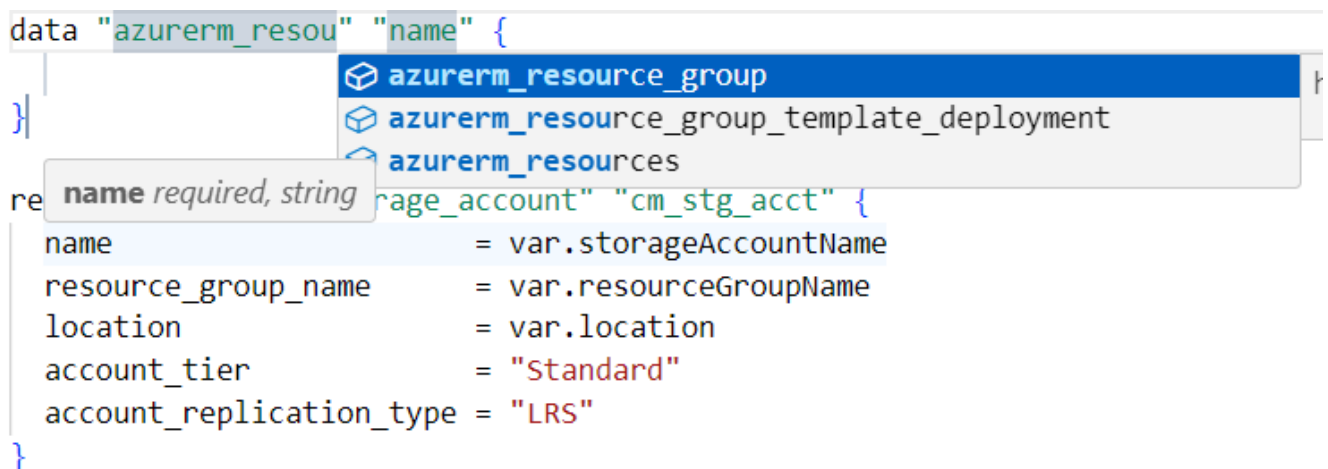 data "azurerm_resou" "name" {
azurerm_resource_group
}
azurerm_resource_group_template_deployment
azurerm_resources
name required, string
re rage_account" "cm_stg_acct" {
name = var.storageAccountName
resource_group_name = var.resourceGroupName
location = var.location
account_tier = "Standard"
account_replication_type = "LRS"
}